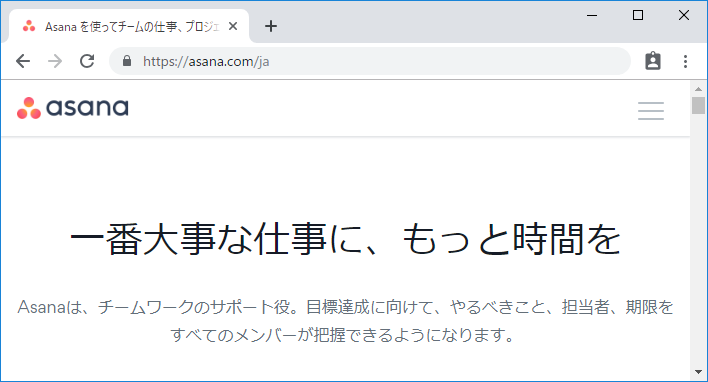 Asana を使ってチームの仕事、プロジェ
https://asana.com/ja
asana
一番大事な仕事に、もっと時間を
Asanaは、チームワークのサポート役。目標達成に向けて、やるべきこと、担当者、期限を
すべてのメンバーが把握できるようになります。